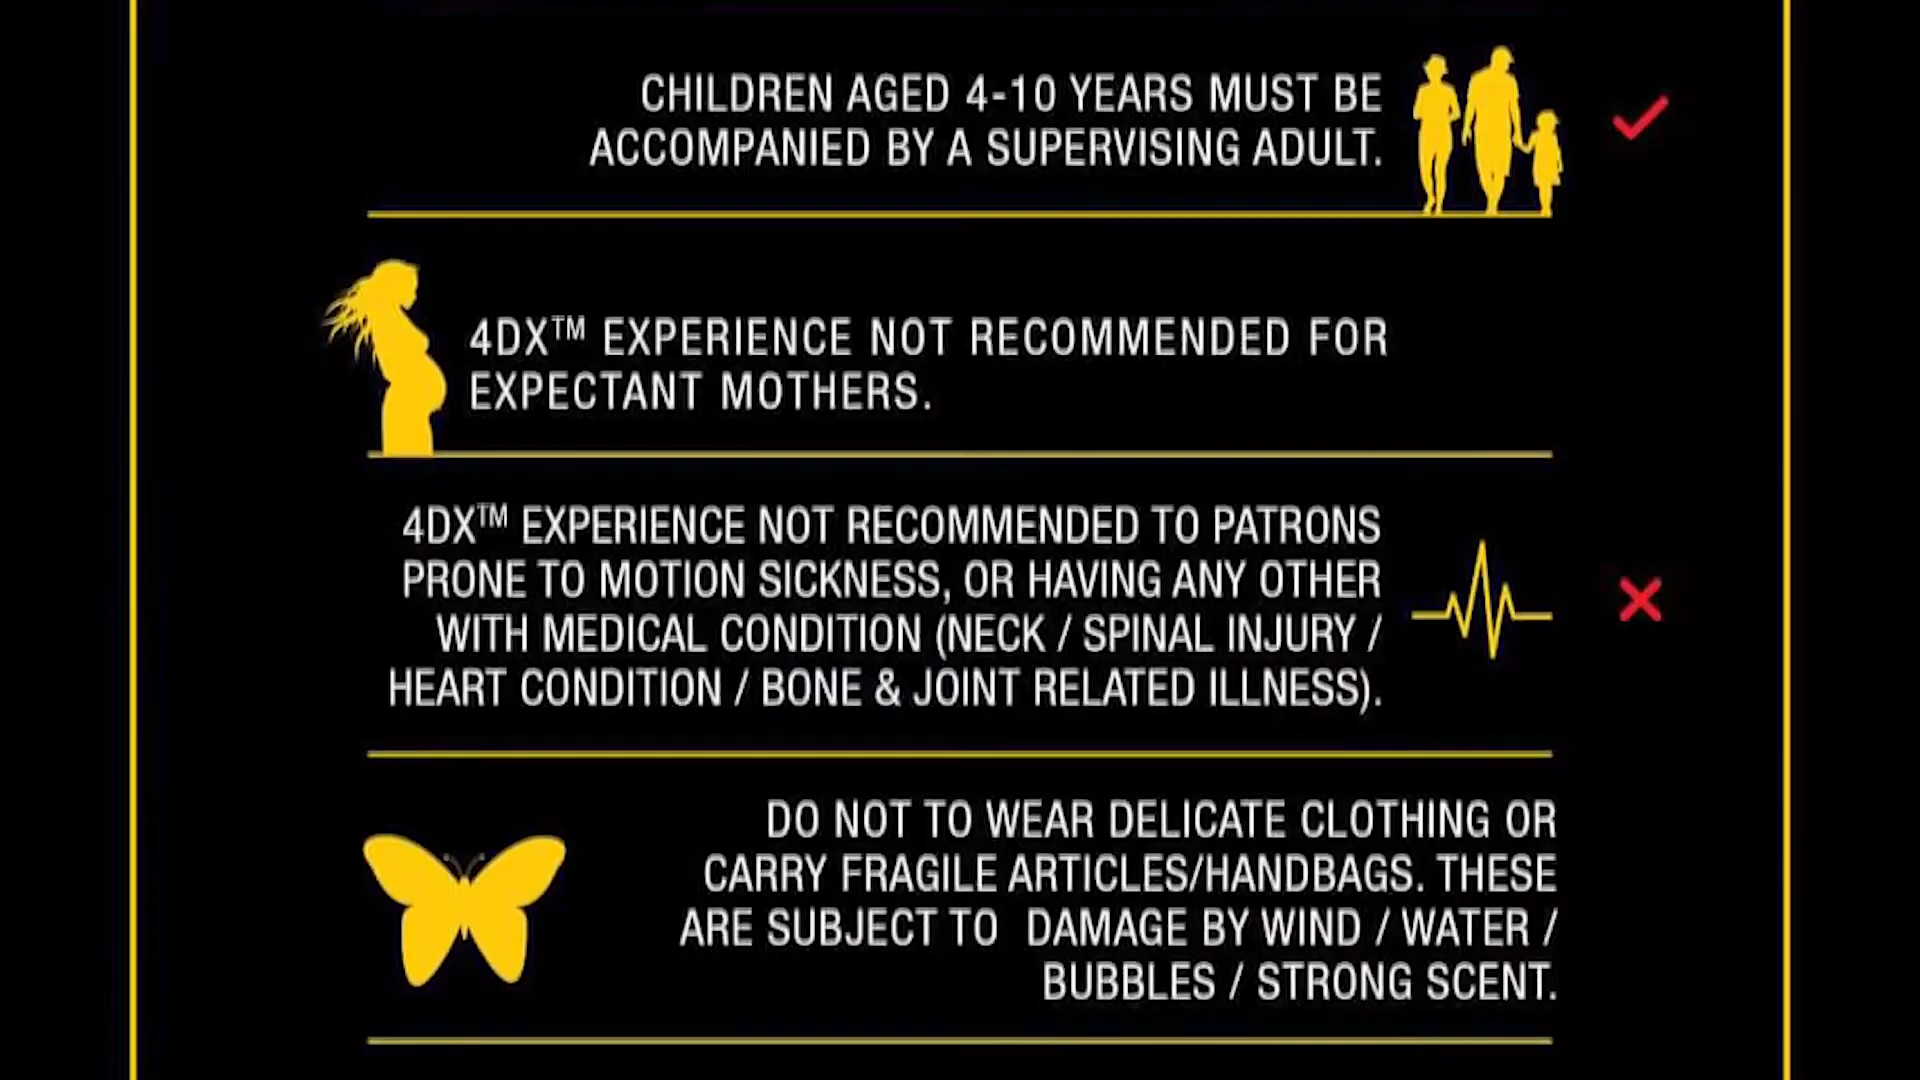 CHILDREN AGED 4-10 YEARS MUST BE
ACCOMPANIED BY A SUPERVISING ADULT.
4DX™ EXPERIENCE NOT RECOMMENDED FOR
EXPECTANT MOTHERS.
4DX™ EXPERIENCE NOT RECOMMENDED TO PATRONS
PRONE TO MOTION SICKNESS, OR HAVING ANY OTHER
WITH MEDICAL CONDITION (NECK / SPINAL INJURY /
HEART CONDITION / BONE & JOINT RELATED ILLNESS).
DO NOT TO WEAR DELICATE CLOTHING OR
CARRY FRAGILE ARTICLES/HANDBAGS. THESE
ARE SUBJECT TO DAMAGE BY WIND / WATER /
BUBBLES / STRONG SCENT.